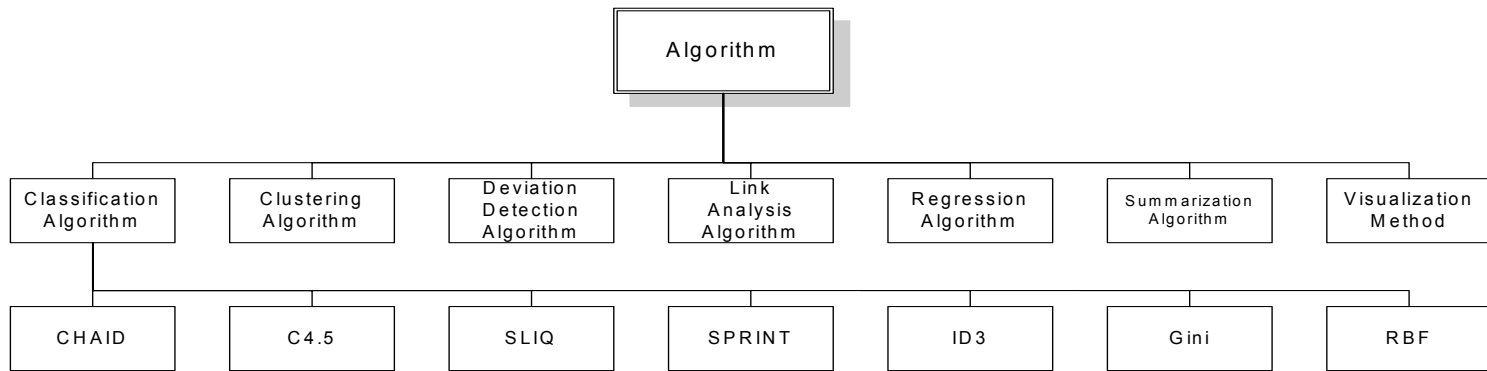 Algorithm
Classification
Algorithm
Clustering
Algorithm
Deviation
Detection
Algorithm
Link
Analysis
Algorithm
Regression
Algorithm
Summarization
Algorithm
Visualization
Method
CHAID
C4.5
SLIQ
SPRINT
ID3
Gini
RBF